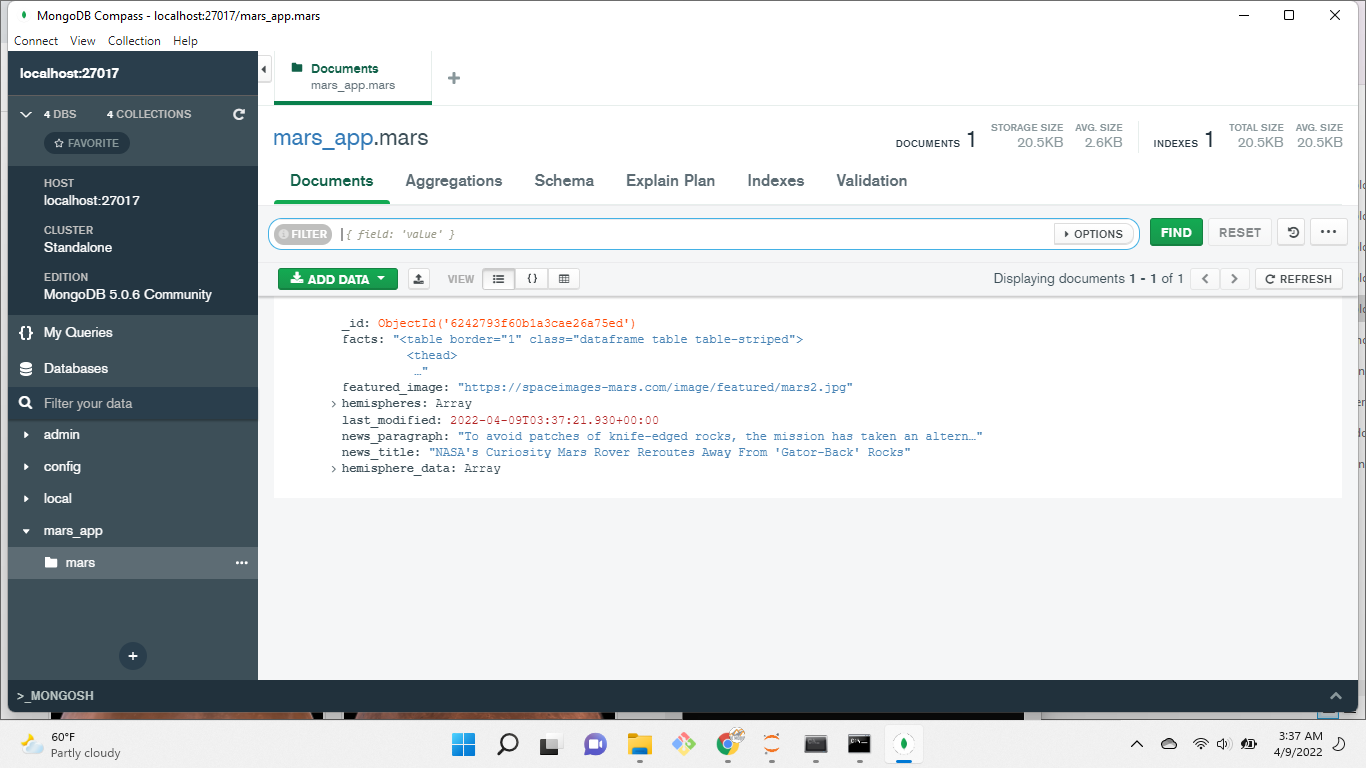 MongoDB Compass - localhost:27017/mars_app.mars
Connect View Collection Help
localhost:27017
4 DBS 4 COLLECTIONS
FAVORITE
HOST
localhost:27017
CLUSTER
Standalone
EDITION
MongoDB 5.0.6 Community
{} My Queries
Databases
Filter your data
admin
config
local
mars_app
mars
>_MONGOSH
Documents
mars_app.mars
mars_app.mars
DOCUMENTS 1
STORAGE SIZE
20.5KB
AVG. SIZE
2.6KB
INDEXES 1
TOTAL SIZE
20.5KB
AVG. SIZE
20.5KB
Documents Aggregations Schema Explain Plan Indexes Validation
FILTER { field: 'value' } OPTIONS FIND RESET
ADD DATA VIEW {} Displaying documents 1 - 1 of 1 < > REFRESH
_id: ObjectId('6242793f60b1a3cae26a75ed')
facts: "<table border="1" class="dataframe table table-striped">
<thead>
…"
featured_image: "https://spaceimages-mars.com/image/featured/mars2.jpg"
hemispheres: Array
last_modified: 2022-04-09T03:37:21.930+00:00
news_paragraph: "To avoid patches of knife-edged rocks, the mission has taken an altern…"
news_title: "NASA's Curiosity Mars Rover Reroutes Away From 'Gator-Back' Rocks"
hemisphere_data: Array
60°F
Partly cloudy
3:37 AM
4/9/2022